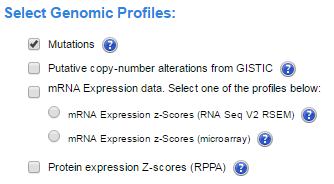 Select Genomic Profiles:
Mutations ?
Putative copy-number alterations from GISTIC ?
mRNA Expression data. Select one of the profiles below:
mRNA Expression z-Scores (RNA Seq V2 RSEM) ?
mRNA Expression z-Scores (microarray) ?
Protein expression Z-scores (RPPA) ?